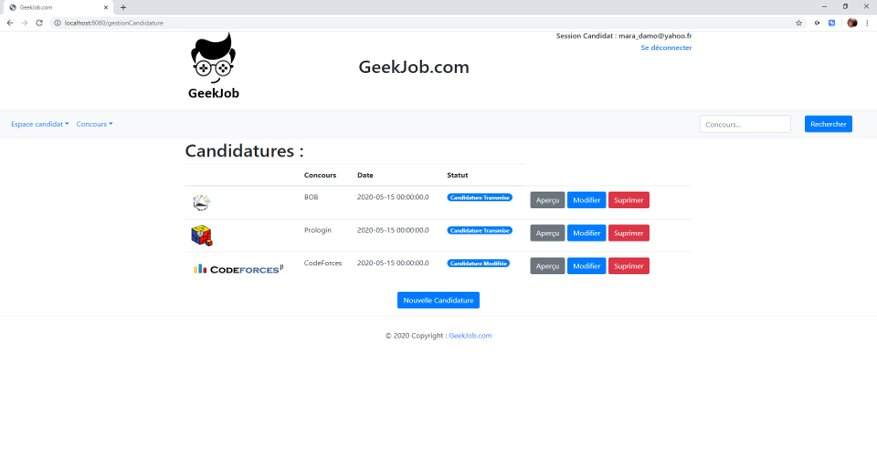 GeekJob.com
localhost:8080/gestionCandidature
Session Candidat : mara_damo@yahoo.fr
Se déconnecter
GeekJob
GeekJob.com
Espace candidat
Concours
Concours...
Rechercher
Candidatures :
Concours Date Statut
BOB 2020-05-15 00:00:00.0 Candidature Transmise Aperçu Modifier Suprimer
Prologin 2020-05-15 00:00:00.0 Candidature Transmise Aperçu Modifier Suprimer
CODEFORCES β CodeForces 2020-05-15 00:00:00.0 Candidature Modifiée Aperçu Modifier Suprimer
Nouvelle Candidature
© 2020 Copyright : GeekJob.com